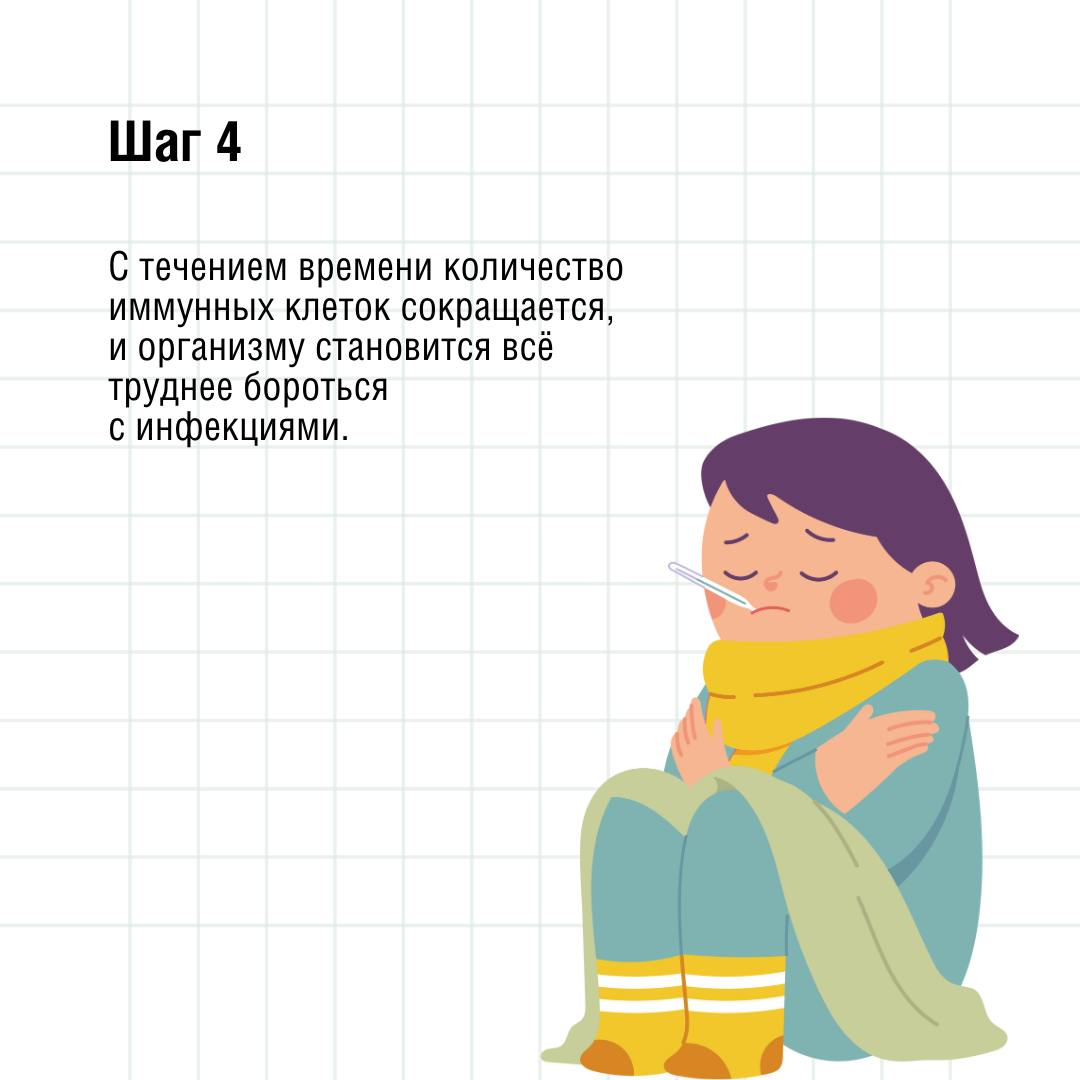 Шаг 4
С течением времени количество
иммунных клеток сокращается,
и организму становится всё
труднее бороться
с инфекциями.